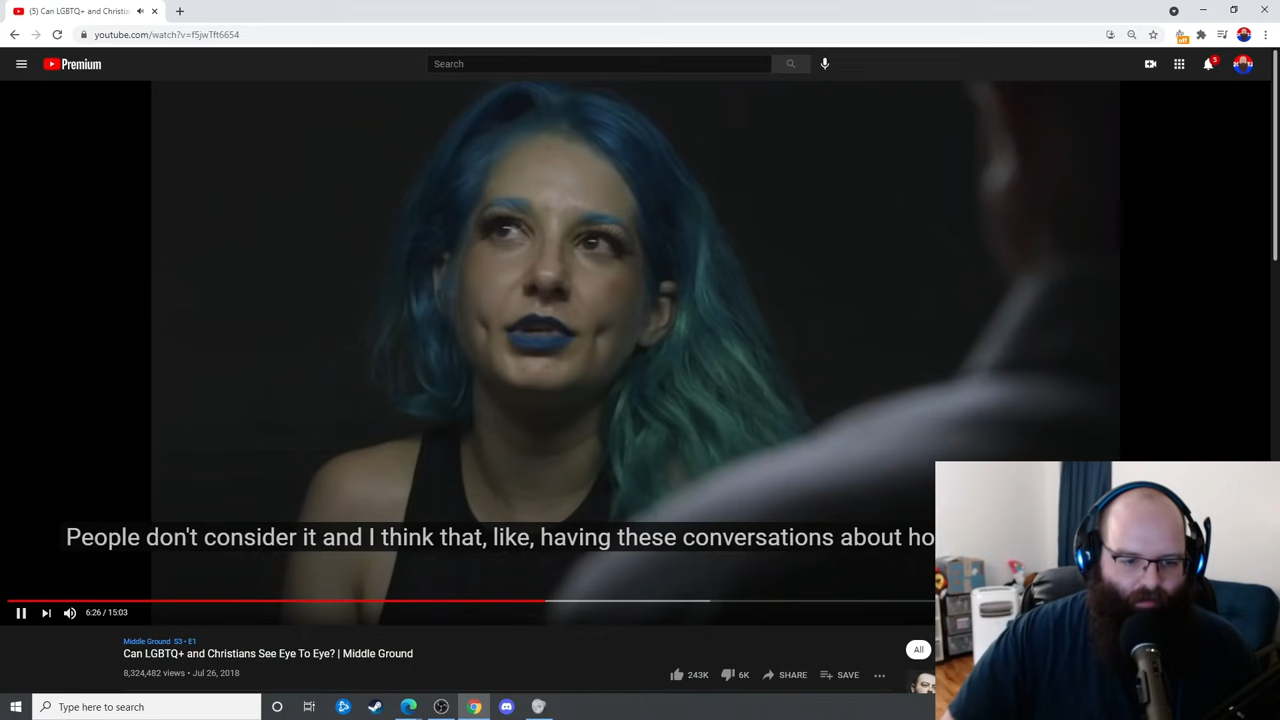 (5) Can LGBTQ+ and Christia
youtube.com/watch?v=f5jwTft6654
off
Premium
Search
5
People don't consider it and I think that, like, having these conversations about ho
6:26 / 15:03
Middle Ground S3 • E1
Can LGBTQ+ and Christians See Eye To Eye? | Middle Ground
8,324,482 views • Jul 26, 2018
243K
6K
SHARE
SAVE
All
Type here to search